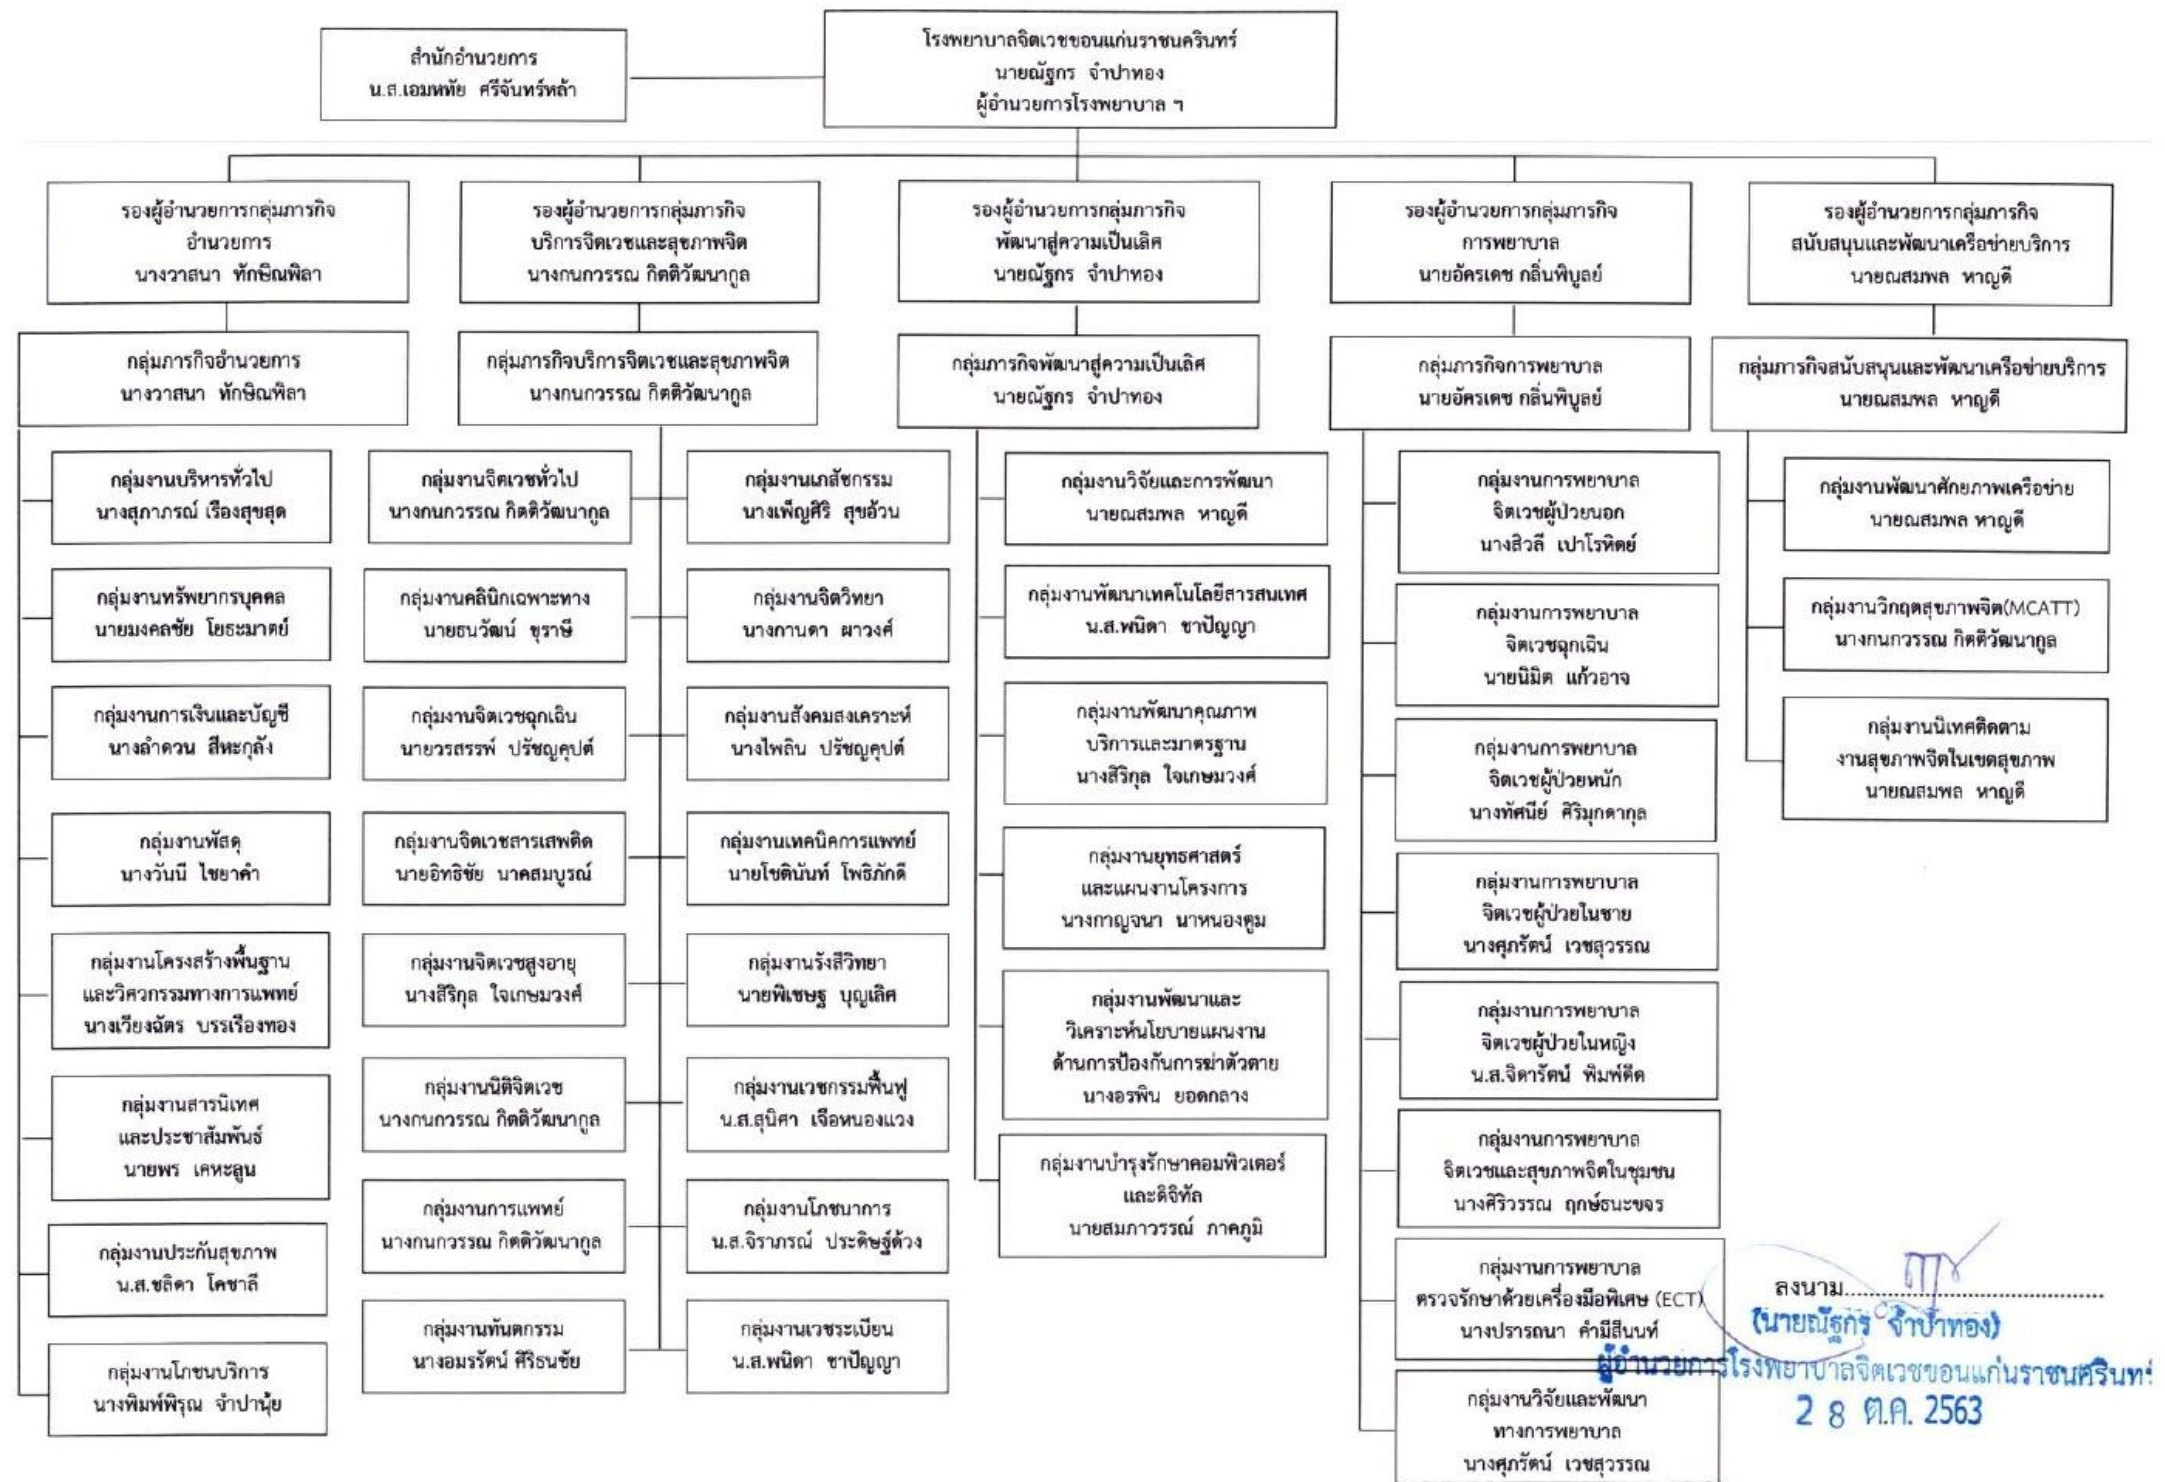 สำนักอำนวยการ
น.ส.เอมหทัย ศรีจันทร์หล้า
โรงพยาบาลจิตเวชขอนแก่นราชนครินทร์
นายณัฐกร จำปาทอง
ผู้อำนวยการโรงพยาบาล ฯ
รองผู้อำนวยการกลุ่มภารกิจ
อำนวยการ
นางวาสนา ทักษิณพิลา
รองผู้อำนวยการกลุ่มภารกิจ
บริการจิตเวชและสุขภาพจิต
นางกนกวรรณ กิตติวัฒนากูล
รองผู้อำนวยการกลุ่มภารกิจ
พัฒนาสู่ความเป็นเลิศ
นายณัฐกร จำปาทอง
รองผู้อำนวยการกลุ่มภารกิจ
การพยาบาล
นายอัครเดช กลิ่นพิบูลย์
รองผู้อำนวยการกลุ่มภารกิจ
สนับสนุนและพัฒนาเครือข่ายบริการ
นายณสมพล หาญดี
กลุ่มภารกิจอำนวยการ
นางวาสนา ทักษิณพิลา
กลุ่มภารกิจบริการจิตเวชและสุขภาพจิต
นางกนกวรรณ กิตติวัฒนากูล
กลุ่มภารกิจพัฒนาสู่ความเป็นเลิศ
นายณัฐกร จำปาทอง
กลุ่มภารกิจการพยาบาล
นายอัครเดช กลิ่นพิบูลย์
กลุ่มภารกิจสนับสนุนและพัฒนาเครือข่ายบริการ
นายณสมพล หาญดี
กลุ่มงานบริหารทั่วไป
นางสุภาภรณ์ เรืองสุขสุด
กลุ่มงานทรัพยากรบุคคล
นายมงคลชัย โยธะมาตย์
กลุ่มงานการเงินและบัญชี
นางลำดวน สีหะกุลัง
กลุ่มงานพัสดุ
นางวันนี ไชยาคำ
กลุ่มงานโครงสร้างพื้นฐาน
และวิศวกรรมทางการแพทย์
นางเวียงฉัตร บรรเรืองทอง
กลุ่มงานสารนิเทศ
และประชาสัมพันธ์
นายพร เคหะลูน
กลุ่มงานประกันสุขภาพ
น.ส.ชลิดา โคชาลี
กลุ่มงานโภชนบริการ
นางพิมพ์พิรุณ จำปานุ้ย
กลุ่มงานจิตเวชทั่วไป
นางกนกวรรณ กิตติวัฒนากูล
กลุ่มงานคลินิกเฉพาะทาง
นายธนวัฒน์ ขุราษี
กลุ่มงานจิตเวชฉุกเฉิน
นายวรสรรพ์ ปรัชญคุปต์
กลุ่มงานจิตเวชสารเสพติด
นายอิทธิชัย นาคสมบูรณ์
กลุ่มงานจิตเวชสูงอายุ
นางสิริกุล ใจเกษมวงศ์
กลุ่มงานนิติจิตเวช
นางกนกวรรณ กิตติวัฒนากูล
กลุ่มงานการแพทย์
นางกนกวรรณ กิตติวัฒนากูล
กลุ่มงานทันตกรรม
นางอมรรัตน์ ศิริธนชัย
กลุ่มงานเภสัชกรรม
นางเพ็ญศิริ สุขอ้วน
กลุ่มงานจิตวิทยา
นางกานดา ผาวงศ์
กลุ่มงานสังคมสงเคราะห์
นางไพลิน ปรัชญคุปต์
กลุ่มงานเทคนิคการแพทย์
นายโชตินันท์ โพธิภักดี
กลุ่มงานรังสีวิทยา
นายพิเชษฐ บุญเลิศ
กลุ่มงานเวชกรรมฟื้นฟู
น.ส.สุนิศา เจือหนองแวง
กลุ่มงานโภชนาการ
น.ส.จิราภรณ์ ประดิษฐ์ด้วง
กลุ่มงานเวชระเบียน
น.ส.พนิดา ชาปัญญา
กลุ่มงานวิจัยและการพัฒนา
นายณสมพล หาญดี
กลุ่มงานพัฒนาเทคโนโลยีสารสนเทศ
น.ส.พนิดา ชาปัญญา
กลุ่มงานพัฒนาคุณภาพ
บริการและมาตรฐาน
นางสิริกุล ใจเกษมวงศ์
กลุ่มงานยุทธศาสตร์
และแผนงานโครงการ
นางกาญจนา นาหนองตูม
กลุ่มงานพัฒนาและ
วิเคราะห์นโยบายแผนงาน
ด้านการป้องกันการฆ่าตัวตาย
นางอรพิน ยอดกลาง
กลุ่มงานบำรุงรักษาคอมพิวเตอร์
และดิจิทัล
นายสมภาวรรณ์ ภาคภูมิ
กลุ่มงานการพยาบาล
จิตเวชผู้ป่วยนอก
นางสิวลี เปาโรหิตย์
กลุ่มงานการพยาบาล
จิตเวชฉุกเฉิน
นายนิมิต แก้วอาจ
กลุ่มงานการพยาบาล
จิตเวชผู้ป่วยหนัก
นางทัศนีย์ ศิริมุกดากุล
กลุ่มงานการพยาบาล
จิตเวชผู้ป่วยในชาย
นางศุภรัตน์ เวชสุวรรณ
กลุ่มงานการพยาบาล
จิตเวชผู้ป่วยในหญิง
น.ส.จิดารัตน์ พิมพ์ดีด
กลุ่มงานการพยาบาล
จิตเวชและสุขภาพจิตในชุมชน
นางศิริวรรณ ฤกษ์ธนะขจร
กลุ่มงานการพยาบาล
ตรวจรักษาด้วยเครื่องมือพิเศษ (ECT)
นางปรารถนา คำมีสีนนท์
กลุ่มงานวิจัยและพัฒนา
ทางการพยาบาล
นางศุภรัตน์ เวชสุวรรณ
กลุ่มงานพัฒนาศักยภาพเครือข่าย
นายณสมพล หาญดี
กลุ่มงานวิกฤตสุขภาพจิต(MCATT)
นางกนกวรรณ กิตติวัฒนากูล
กลุ่มงานนิเทศติดตาม
งานสุขภาพจิตในเขตสุขภาพ
นายณสมพล หาญดี
ลงนาม........................................
(นายณัฐกร จำปาทอง)
ผู้อำนวยการโรงพยาบาลจิตเวชขอนแก่นราชนครินทร์
2 8 ต.ค. 2563